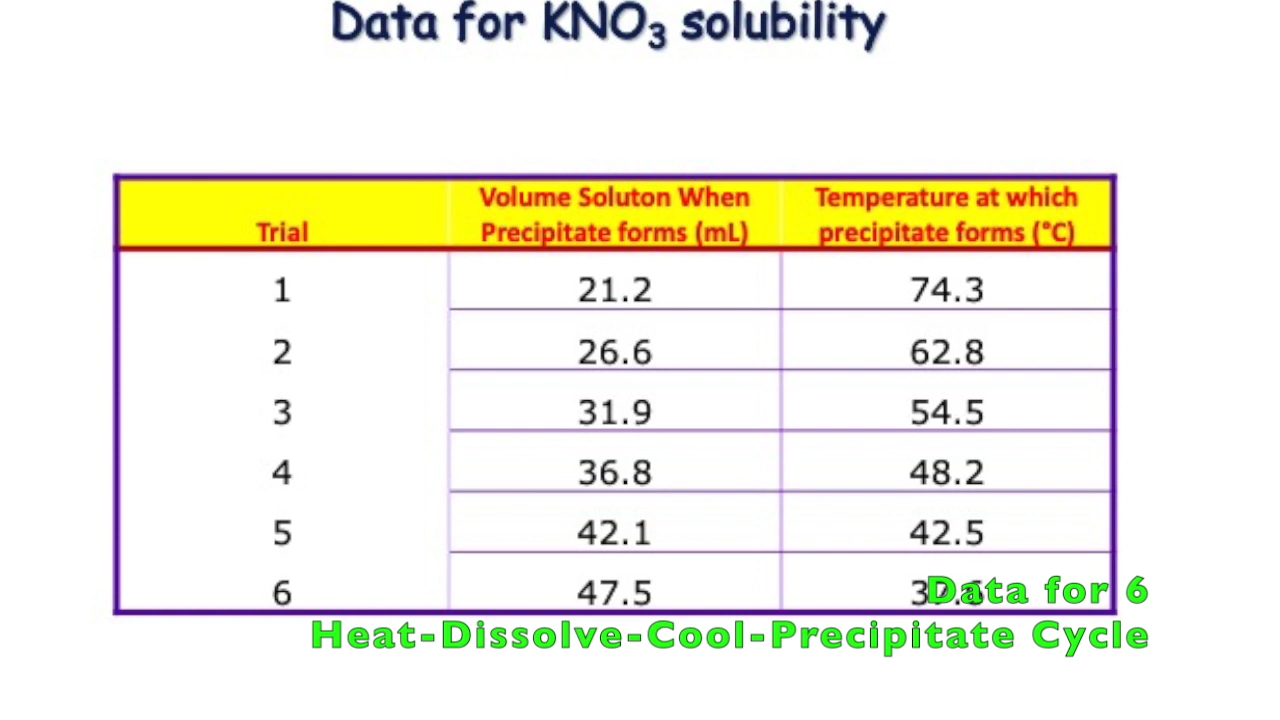 Data for KNO₃ solubility
Trial Volume Soluton When Precipitate forms (mL) Temperature at which precipitate forms (°C)
1 21.2 74.3
2 26.6 62.8
3 31.9 54.5
4 36.8 48.2
5 42.1 42.5
6 47.5
Data for 6
Heat-Dissolve-Cool-Precipitate Cycle